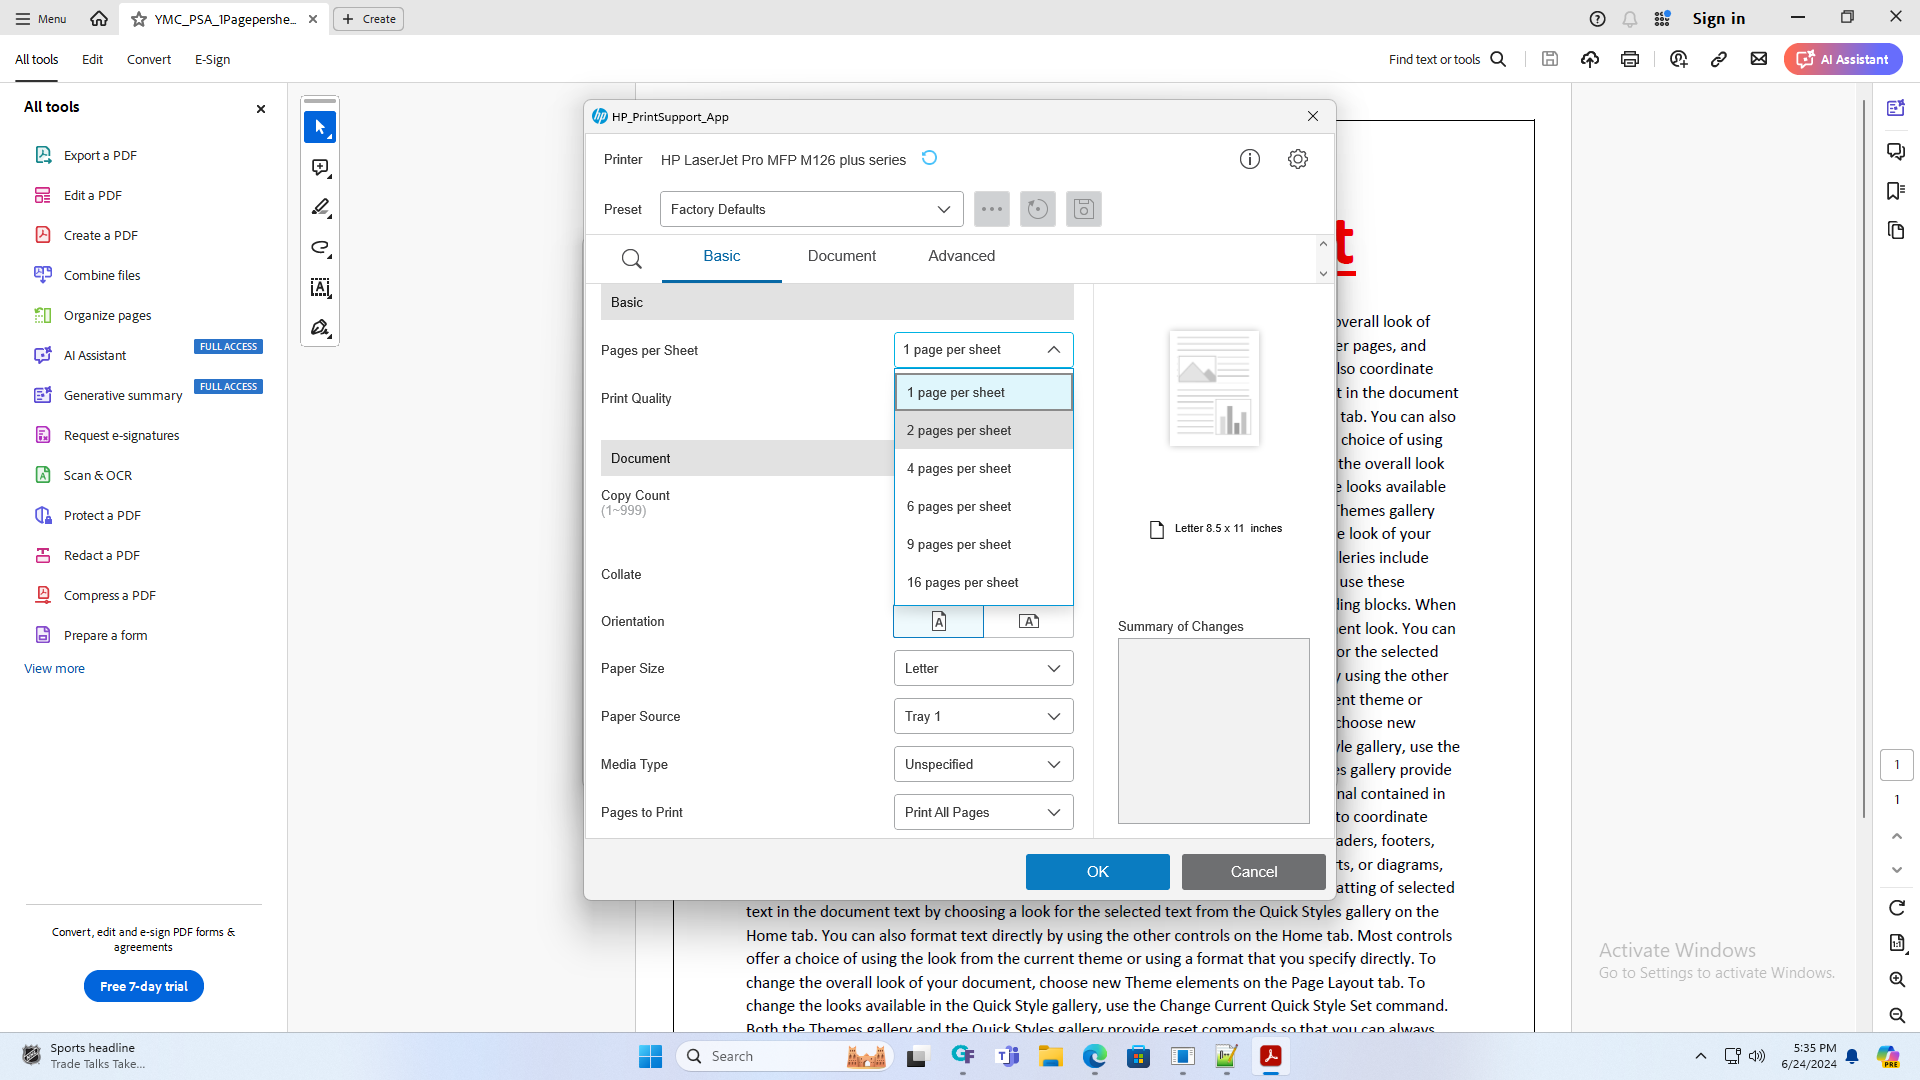 Menu
YMC_PSA_1Pagepershe...
Create
Sign in
All tools
Edit
Convert
E-Sign
Find text or tools
AI Assistant
All tools
Export a PDF
Edit a PDF
Create a PDF
Combine files
Organize pages
AI Assistant
FULL ACCESS
Generative summary
FULL ACCESS
Request e-signatures
Scan & OCR
Protect a PDF
Redact a PDF
Compress a PDF
Prepare a form
View more
Convert, edit and e-sign PDF forms &
agreements
Free 7-day trial
HP_PrintSupport_App
Printer
HP LaserJet Pro MFP M126 plus series
Preset
Factory Defaults
Basic
Document
Advanced
Basic
Pages per Sheet
1 page per sheet
1 page per sheet
2 pages per sheet
4 pages per sheet
6 pages per sheet
9 pages per sheet
16 pages per sheet
Print Quality
Document
Copy Count
(1~999)
Collate
Orientation
Paper Size
Letter
Paper Source
Tray 1
Media Type
Unspecified
Pages to Print
Print All Pages
Letter 8.5 x 11 inches
Summary of Changes
OK
Cancel
t
overall look of
er pages, and
lso coordinate
t in the document
tab. You can also
choice of using
the overall look
e looks available
Themes gallery
e look of your
lleries include
use these
ling blocks. When
ent look. You can
or the selected
y using the other
ent theme or
choose new
yle gallery, use the
es gallery provide
nal contained in
to coordinate
aders, footers,
rts, or diagrams,
atting of selected
text in the document text by choosing a look for the selected text from the Quick Styles gallery on the
Home tab. You can also format text directly by using the other controls on the Home tab. Most controls
offer a choice of using the look from the current theme or using a format that you specify directly. To
change the overall look of your document, choose new Theme elements on the Page Layout tab. To
change the looks available in the Quick Style gallery, use the Change Current Quick Style Set command.
Both the Themes gallery and the Quick Styles gallery provide reset commands so that you can always
1
1
Activate Windows
Go to Settings to activate Windows.
Sports headline
Trade Talks Take...
Search
5:35 PM
6/24/2024